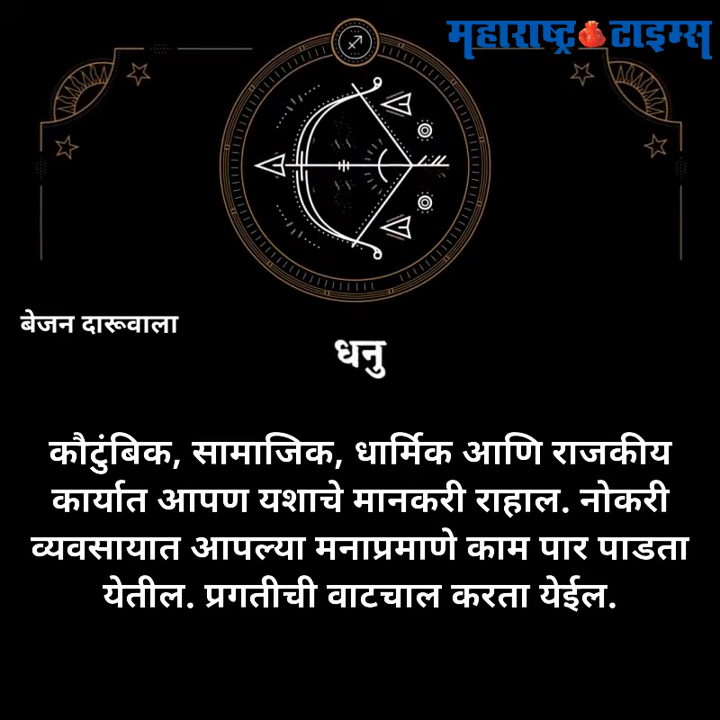 महाराष्ट्र टाइम्स
बेजन दारूवाला
धनु
कौटुंबिक, सामाजिक, धार्मिक आणि राजकीय
कार्यात आपण यशाचे मानकरी राहाल. नोकरी
व्यवसायात आपल्या मनाप्रमाणे काम पार पाडता
येतील. प्रगतीची वाटचाल करता येईल.